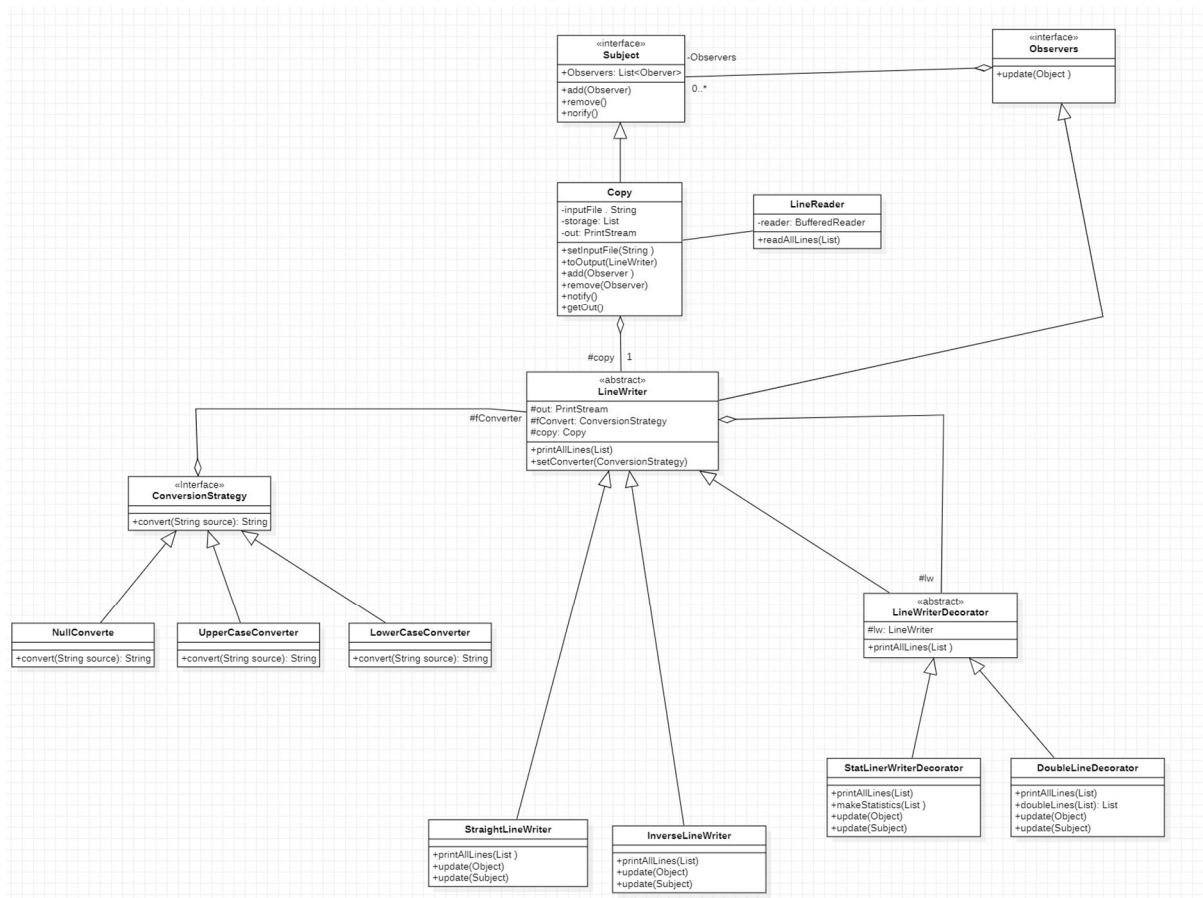 «interface»
Subject
+Observers: List<Oberver>
+add(Observer)
+remove()
+norify()
-Observers
0..*
«interface»
Observers
+update(Object )
Copy
-inputFile . String
-storage: List
-out: PrintStream
+setInputFile(String )
+toOutput(LineWriter)
+add(Observer )
+remove(Observer)
+notify()
+getOut()
LineReader
-reader: BufferedReader
+readAllLines(List)
#copy
1
«abstract»
LineWriter
#out: PrintStream
#fConvert: ConversionStrategy
#copy: Copy
+printAllLines(List)
+setConverter(ConversionStrategy)
#fConverter
«Interface»
ConversionStrategy
+convert(String source): String
NullConverte
+convert(String source): String
UpperCaseConverter
+convert(String source): String
LowerCaseConverter
+convert(String source): String
#lw
«abstract»
LineWriterDecorator
#lw: LineWriter
+printAllLines(List )
StatLinerWriterDecorator
+printAllLines(List)
+makeStatistics(List )
+update(Object)
+update(Subject)
DoubleLineDecorator
+printAllLines(List)
+doubleLines(List): List
+update(Object)
+update(Subject)
StraightLineWriter
+printAllLines(List )
+update(Object)
+update(Subject)
InverseLineWriter
+printAllLines(List)
+update(Object)
+update(Subject)